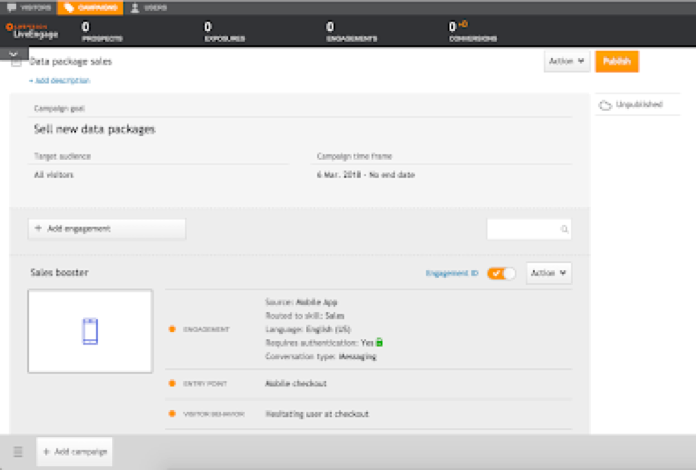 VISITORS CAMPAIGNS USERS
LIVEPERSON
LiveEngage
0 0 0 0 +0
PROSPECTS EXPOSURES ENGAGEMENTS CONVERSIONS
Data package sales Action Publish
+ Add description
Unpublished
Campaign goal
Sell new data packages
Target audience Campaign time frame
All visitors 6 Mar. 2018 - No end date
+ Add engagement
Sales booster Engagement ID Action
Source: Mobile App
Routed to skill: Sales
ENGAGEMENT Language: English (US)
Requires authentication: Yes
Conversation type: Messaging
ENTRY POINT Mobile checkout
VISITOR BEHAVIOR Hesitating user at checkout
+ Add campaign